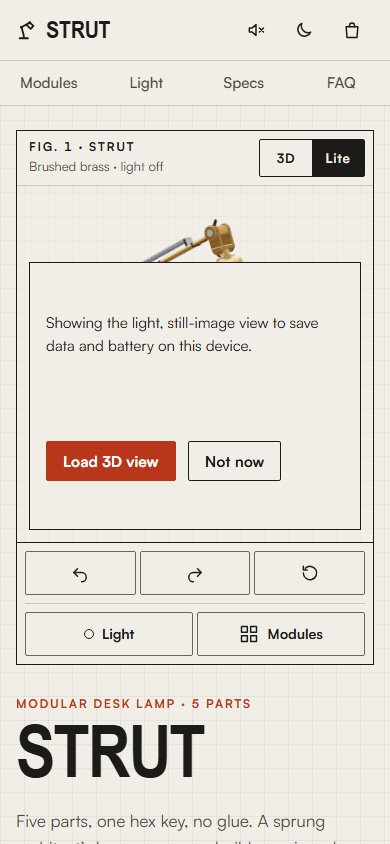 STRUT
Modules Light Specs FAQ
FIG. 1 · STRUT
Brushed brass · light off
3D Lite
Showing the light, still-image view to save
data and battery on this device.
Load 3D view Not now
Light Modules
MODULAR DESK LAMP · 5 PARTS
STRUT
Five parts, one hex key, no glue. A sprung